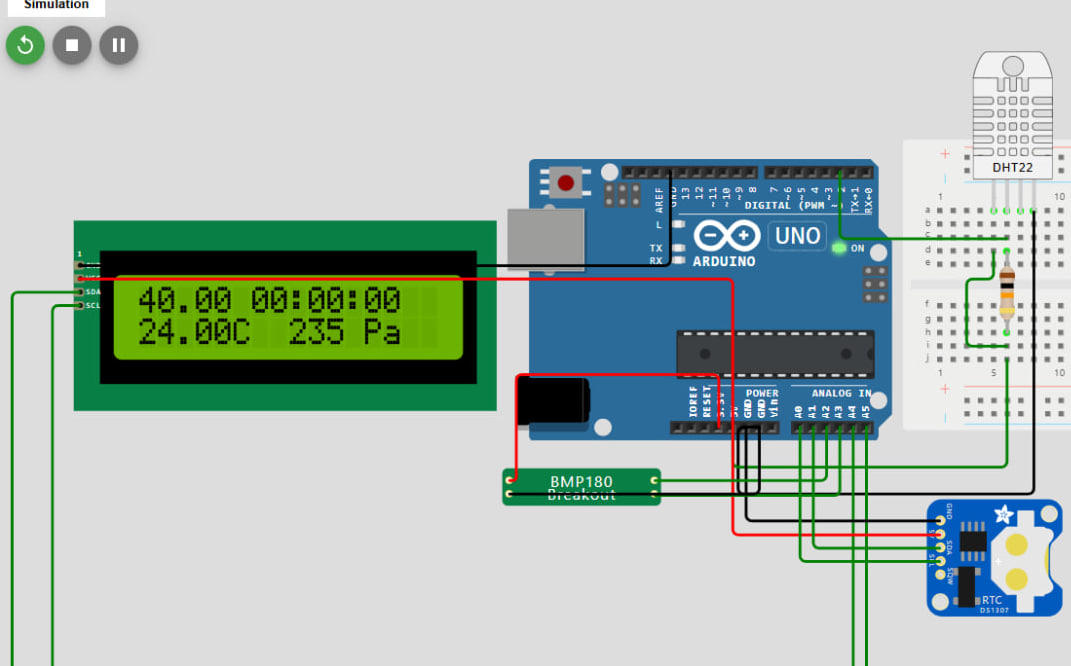 Simulation
DHT22
1 10
a
b
c
d
e
f
g
h
i
j
1 5 10
AREF
GND
13
12
~11
~10
~9
8
7
~6
~5
4
~3
2
TX→1
RX←0
DIGITAL (PWM ~
L
TX
RX
UNO
ON
ARDUINO
1
SDA
SCL
40.00 00:00:00
24.00C 235 Pa
POWER
ANALOG IN
IOREF
RESET
3.3V
5V
GND
GND
Vin
A0
A1
A2
A3
A4
A5
BMP180
Breakout
GND
SDA
SCL
SQW
RTC
DS1307